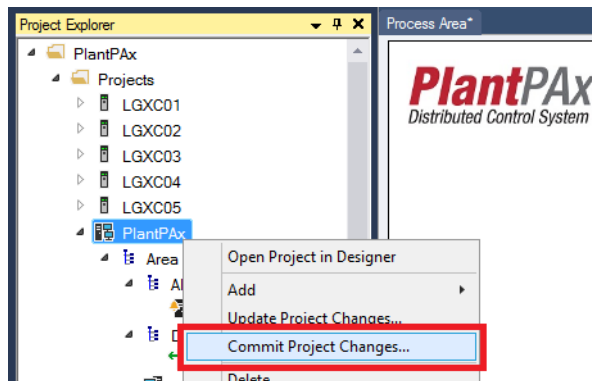 Project Explorer
Process Area*
PlantPAx
Projects
LGXC01
LGXC02
LGXC03
LGXC04
LGXC05
PlantPAx
Area
PlantPAx
Distributed Control System
Open Project in Designer
Add
Update Project Changes...
Commit Project Changes...
Delete